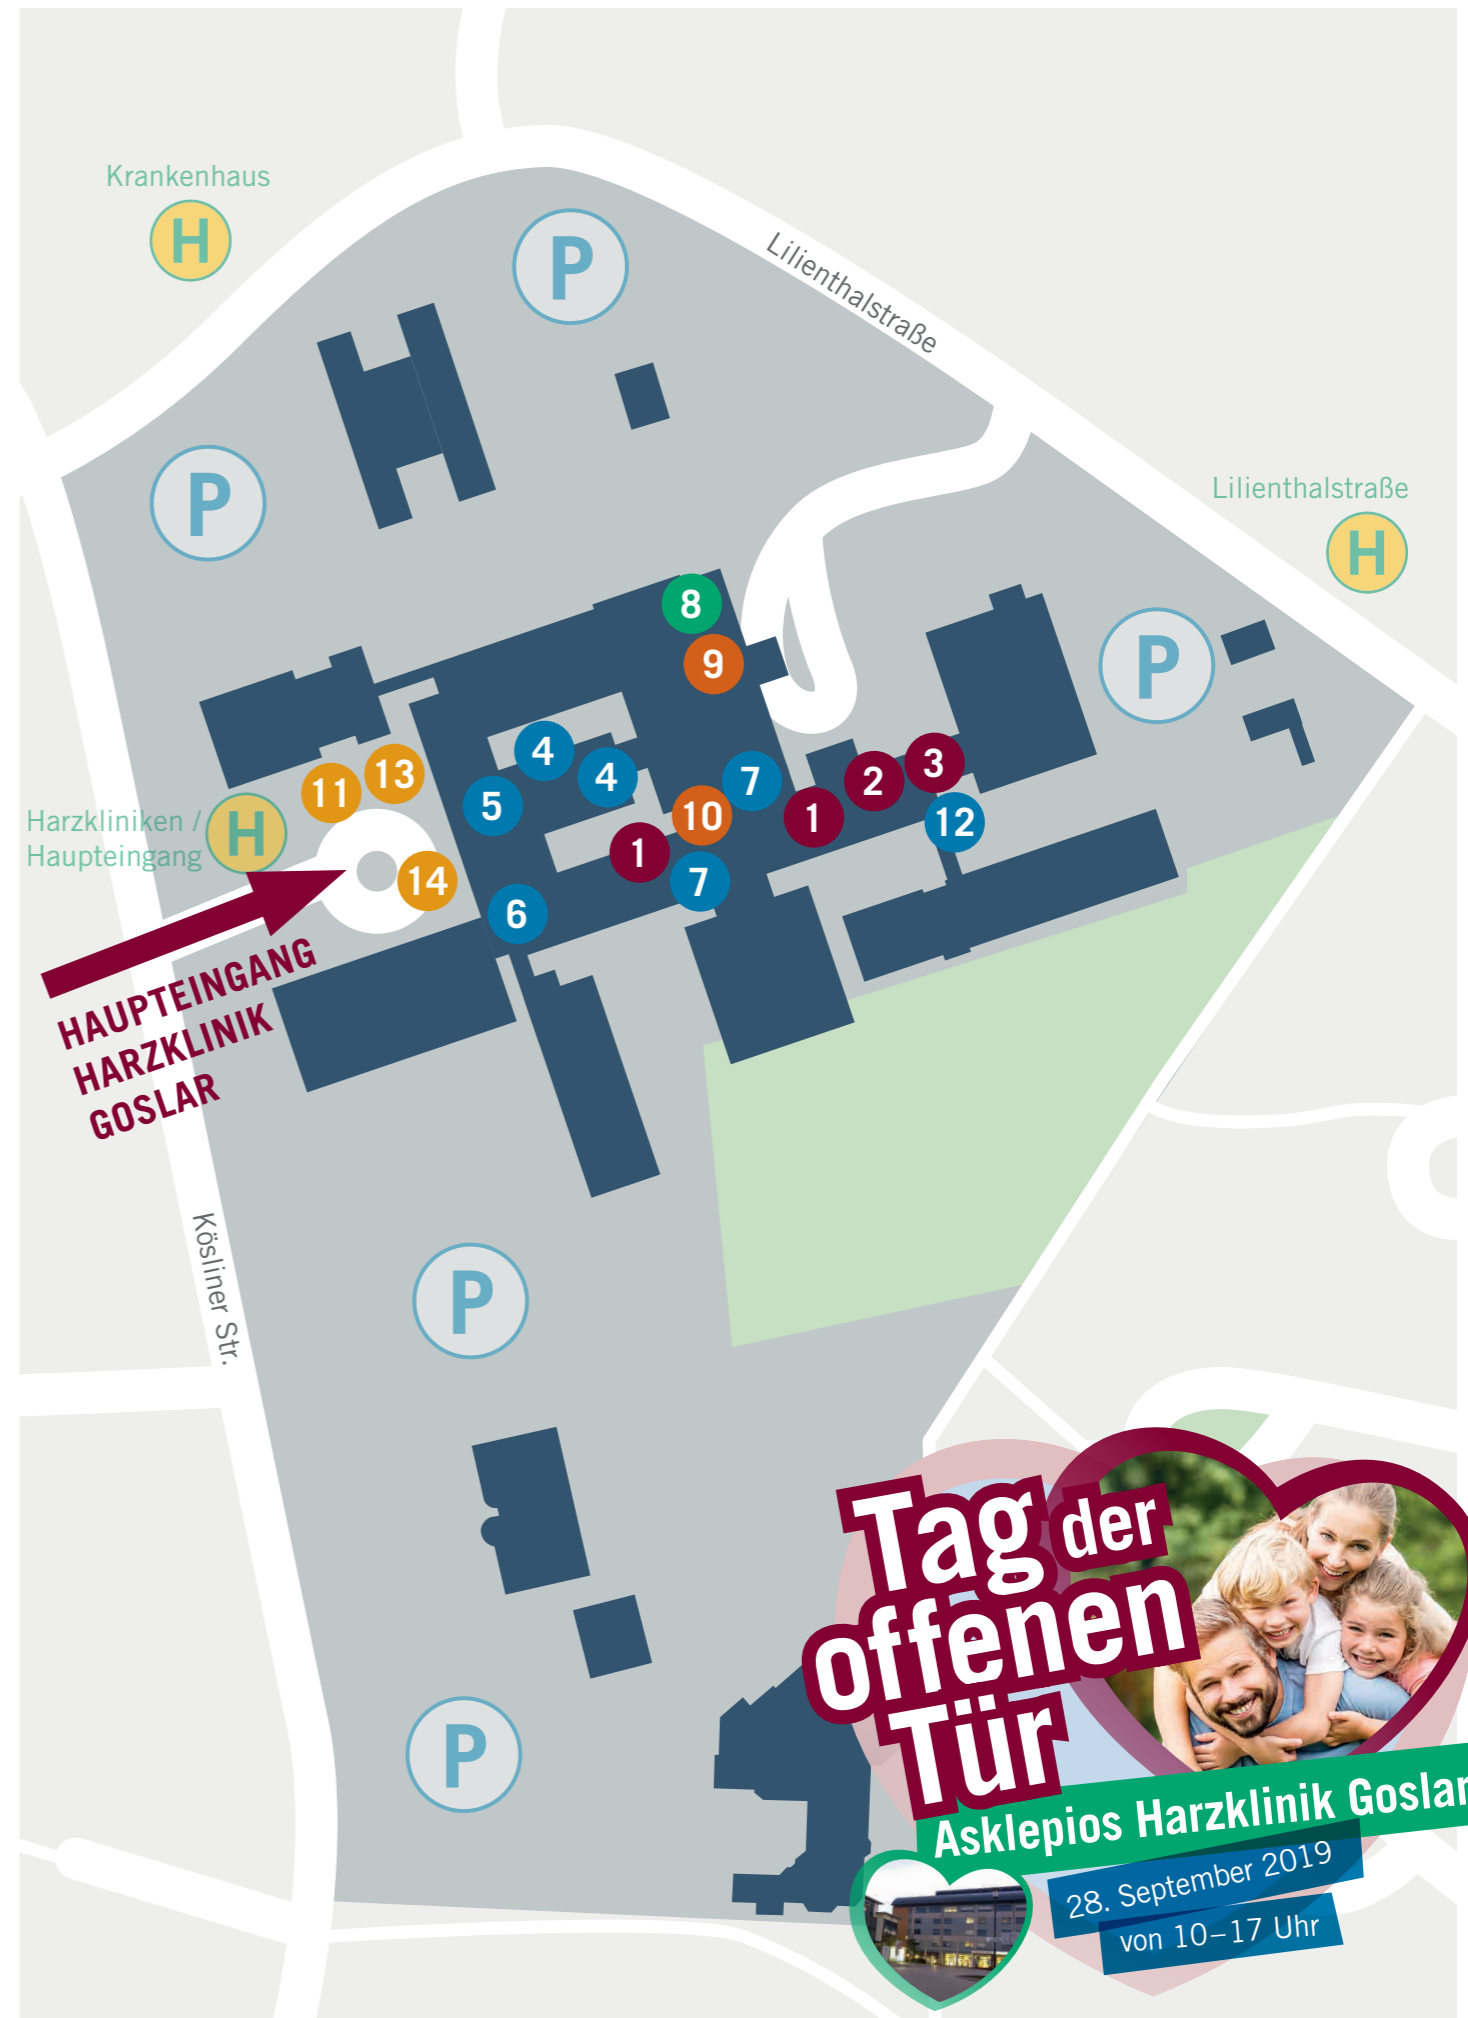 Krankenhaus
H
P
Lilienthalstraße
P
Lilienthalstraße
H
8
9
P
4
4
7
13
11
5
10
2
3
1
12
Harzkliniken /
Haupteingang
H
1
7
14
6
HAUPTEINGANG
HARZKLINIK
GOSLAR
Kösliner Str.
P
P
Tag der
offenen
Tür
Asklepios Harzklinik Goslar
28. September 2019
von 10–17 Uhr